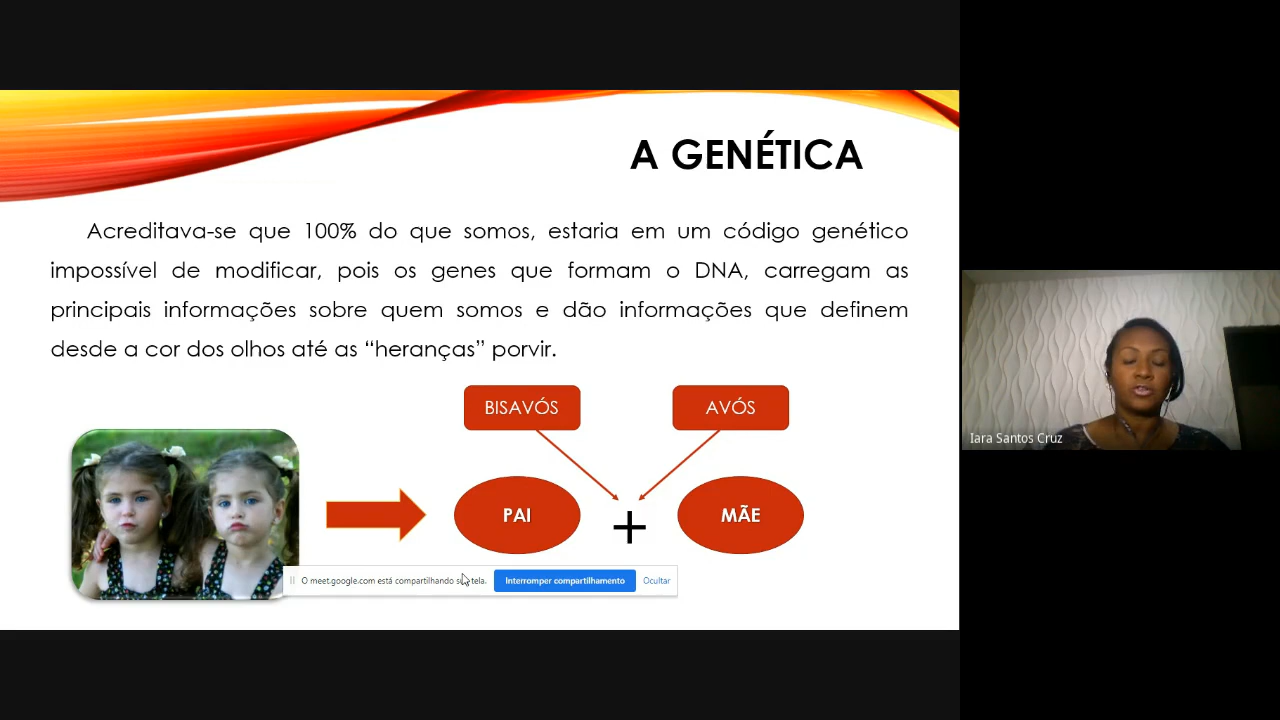 A GENÉTICA
Acreditava-se que 100% do que somos, estaria em um código genético
impossível de modificar, pois os genes que formam o DNA, carregam as
principais informações sobre quem somos e dão informações que definem
desde a cor dos olhos até as “heranças” porvir.
BISAVÓS
AVÓS
PAI
+
MÃE
O meet.google.com está compartilhando sua tela.
Interromper compartilhamento
Ocultar
Iara Santos Cruz